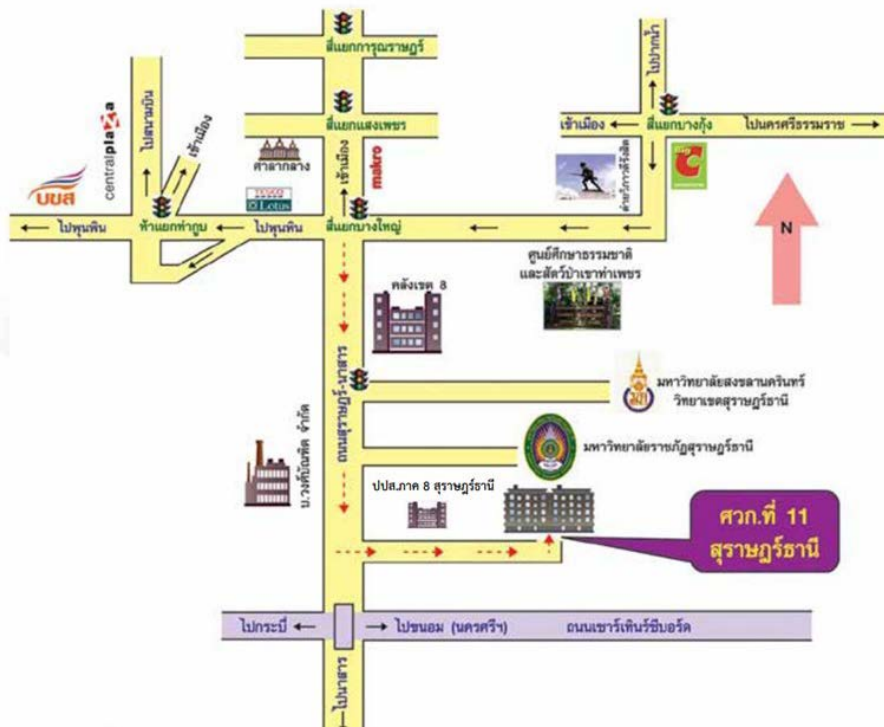 สี่แยกการุณราษฎร์
ไปปากน้ำ
ไปสนามบิน
centralplaza
เข้าเมือง
สี่แยกแสงเพชร
เข้าเมือง
สี่แยกบางกุ้ง
ไปนครศรีธรรมราช
ศาลากลาง
เข้าเมือง
makro
บขส
TESCO
Lotus
ค่ายวิภาวดีรังสิต
C
ไปพุนพิน
ห้าแยกท่ากูบ
ไปพุนพิน
สี่แยกบางใหญ่
N
ศูนย์ศึกษาธรรมชาติ
และสัตว์ป่าเขาท่าเพชร
คลังเขต 8
ถนนสุราษฎร์-นาสาร
มหาวิทยาลัยสงขลานครินทร์
วิทยาเขตสุราษฎร์ธานี
มหาวิทยาลัยราชภัฏสุราษฎร์ธานี
บ.วงศ์บัณฑิต จำกัด
ปปส.ภาค 8 สุราษฎร์ธานี
ศวก.ที่ 11
สุราษฎร์ธานี
ไปกระบี่
ไปขนอม (นครศรีฯ)
ถนนเซาร์เทินร์ซีบอร์ด
ไปนาสาร